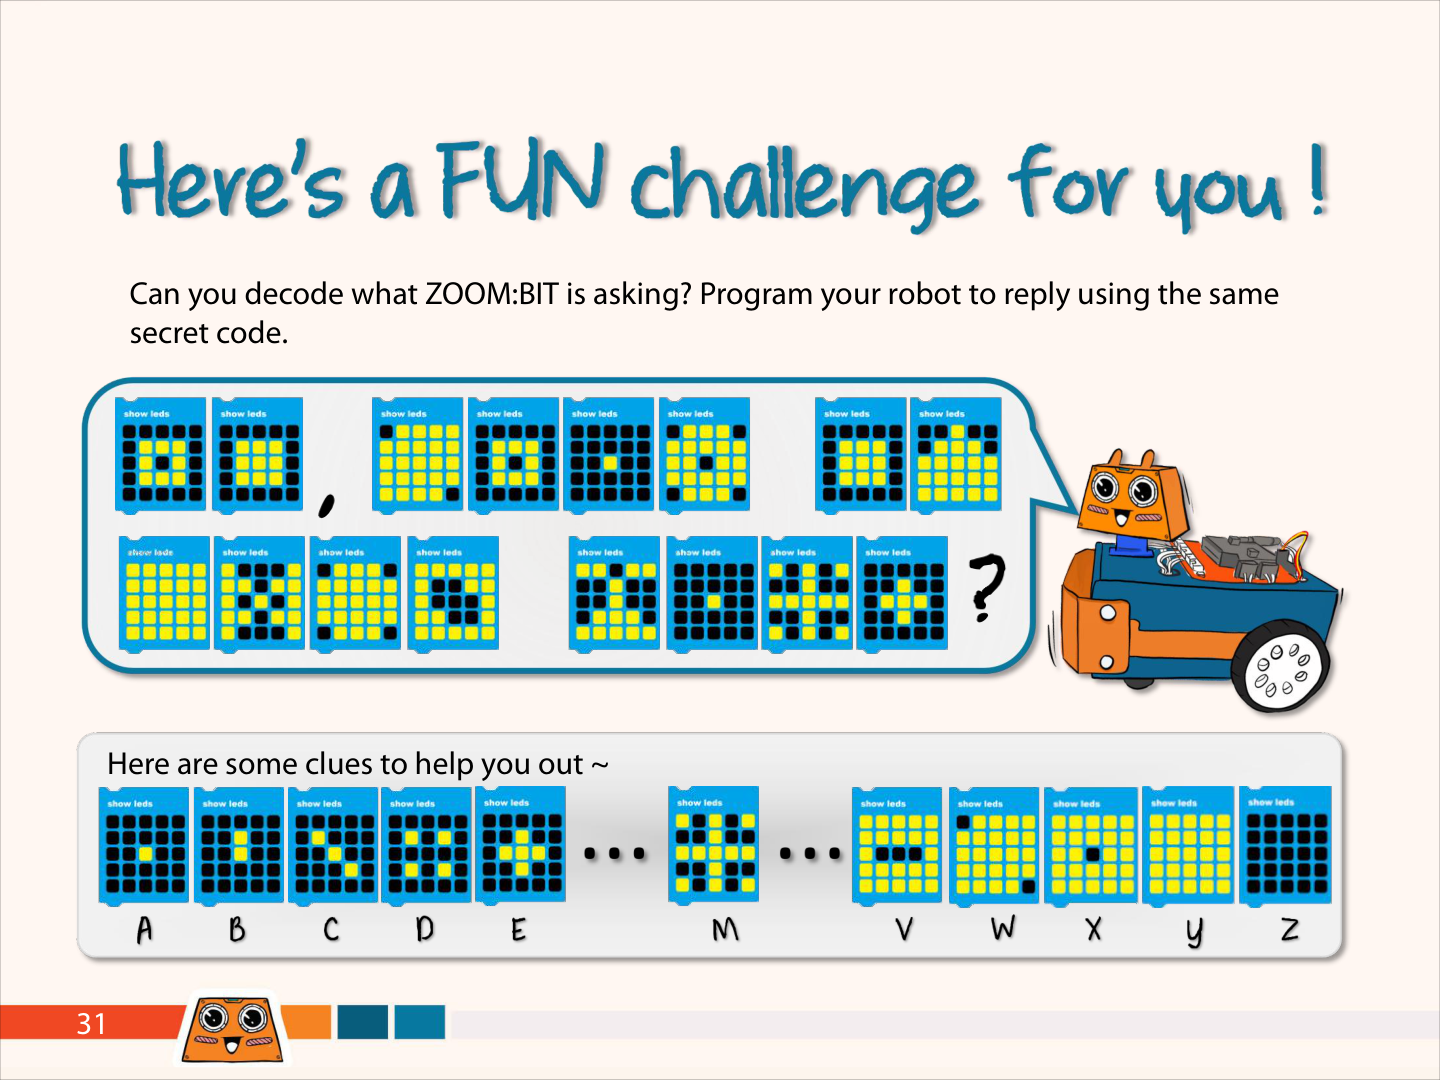 Here's a FUN challenge for you !
Can you decode what ZOOM:BIT is asking? Program your robot to reply using the same
secret code.
show leds show leds , show leds show leds show leds show leds show leds show leds
show leds show leds show leds show leds show leds show leds show leds show leds ?
Here are some clues to help you out ~
show leds show leds show leds show leds show leds ... show leds ... show leds show leds show leds show leds show leds
A B C D E M V W X Y Z
31